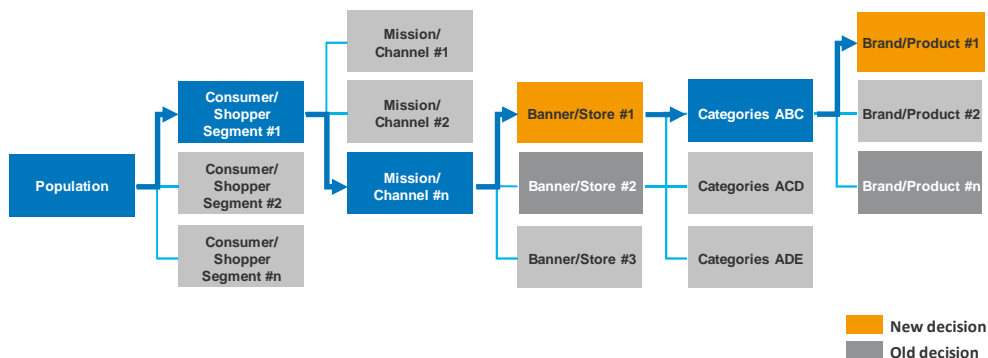 Population
Consumer/
Shopper
Segment #1
Consumer/
Shopper
Segment #2
Consumer/
Shopper
Segment #n
Mission/
Channel #1
Mission/
Channel #2
Mission/
Channel #n
Banner/Store #1
Banner/Store #2
Banner/Store #3
Categories ABC
Categories ACD
Categories ADE
Brand/Product #1
Brand/Product #2
Brand/Product #n
New decision
Old decision